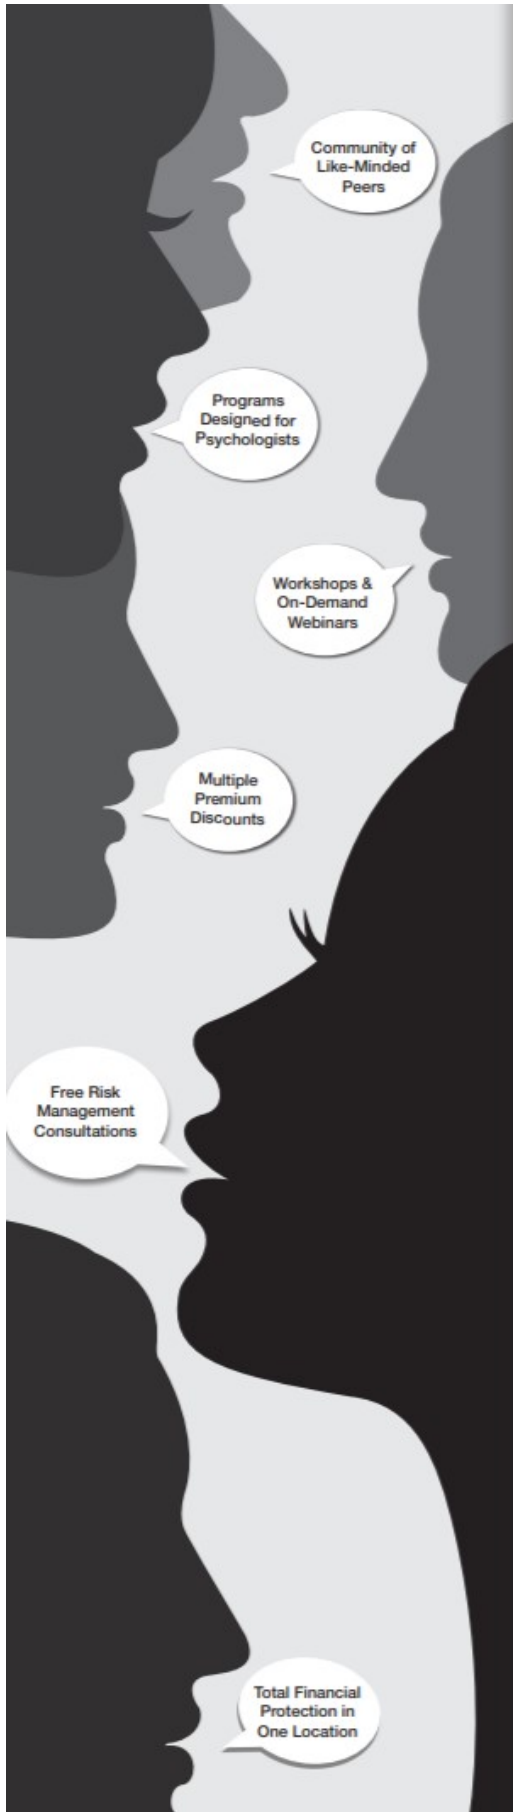 Community of
Like-Minded
Peers
Programs
Designed for
Psychologists
Workshops &
On-Demand
Webinars
Multiple
Premium
Discounts
Free Risk
Management
Consultations
Total Financial
Protection in
One Location